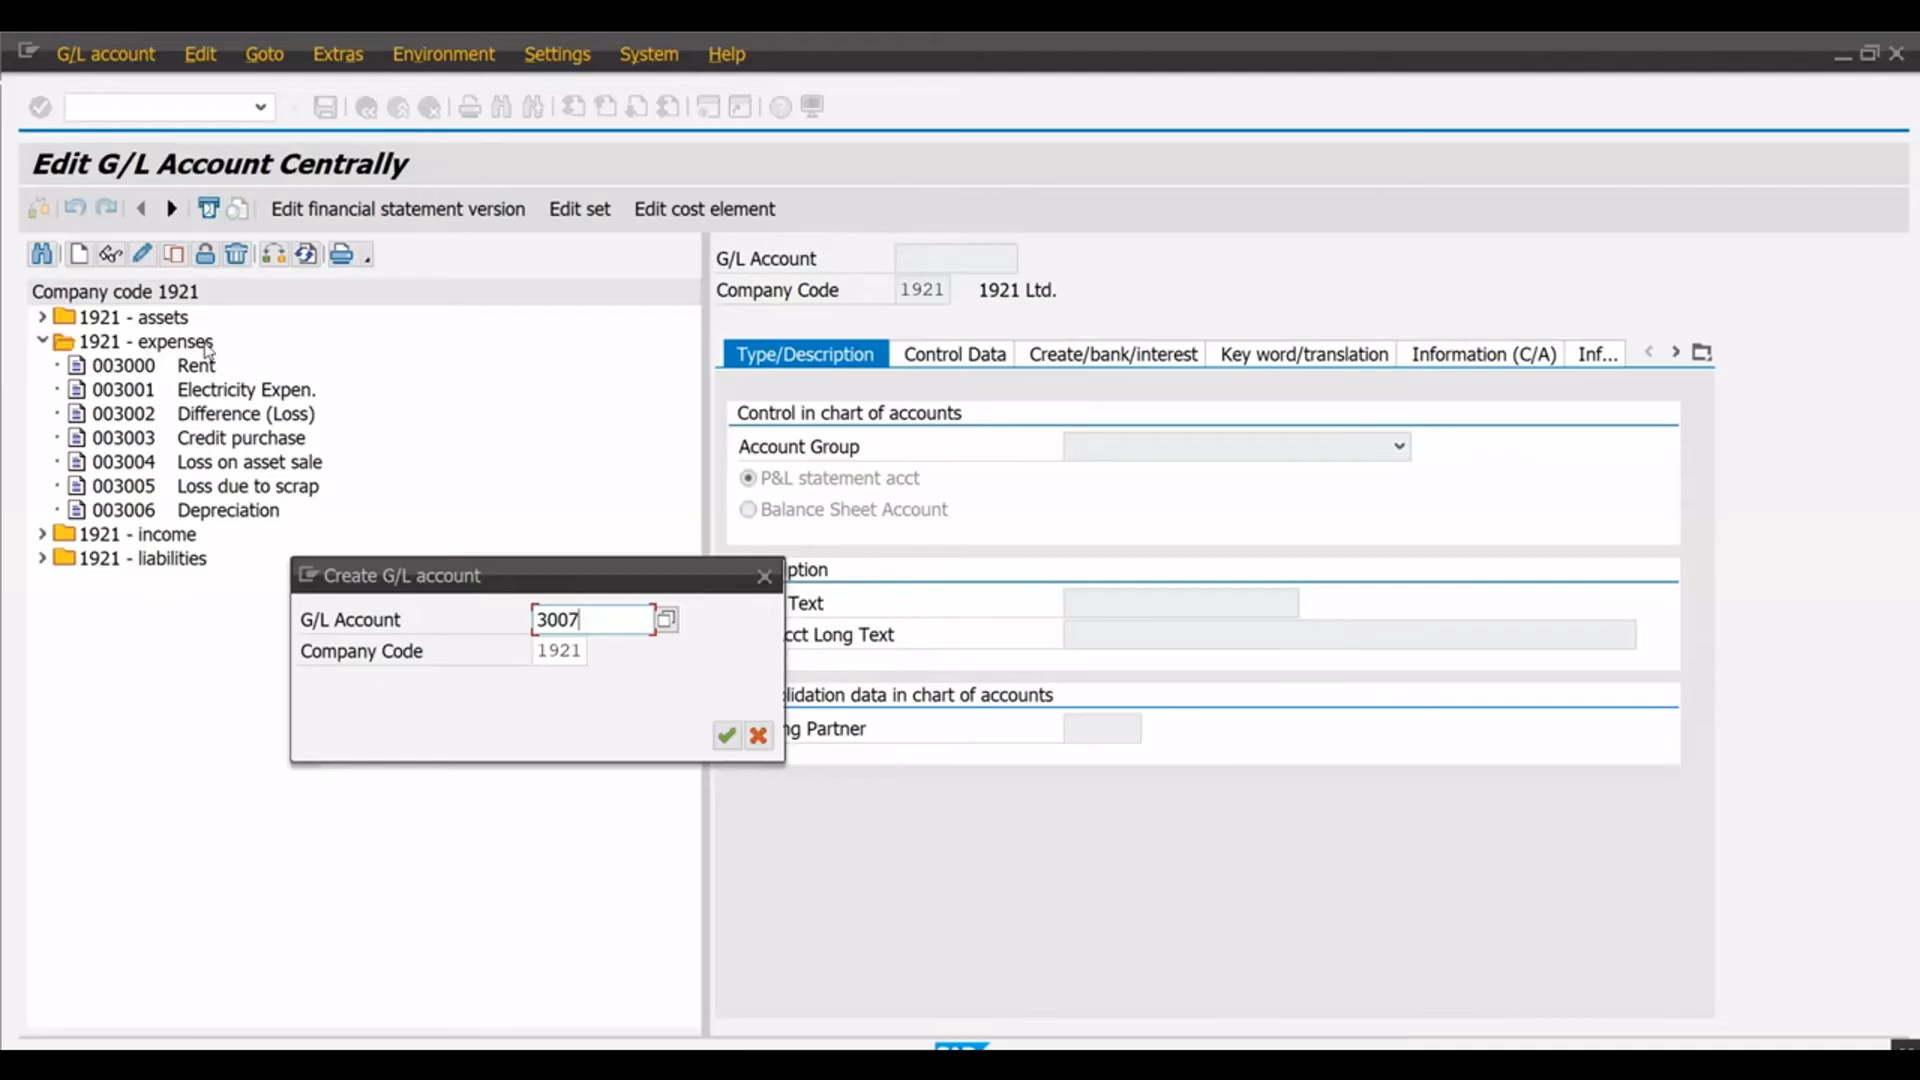 G/L account Edit Goto Extras Environment Settings System Help
Edit G/L Account Centrally
Edit financial statement version Edit set Edit cost element
Company code 1921
1921 - assets
1921 - expenses
003000 Rent
003001 Electricity Expen.
003002 Difference (Loss)
003003 Credit purchase
003004 Loss on asset sale
003005 Loss due to scrap
003006 Depreciation
1921 - income
1921 - liabilities
G/L Account
Company Code 1921 1921 Ltd.
Type/Description Control Data Create/bank/interest Key word/translation Information (C/A) Inf...
Control in chart of accounts
Account Group
P&L statement acct
Balance Sheet Account
ption
Text
cct Long Text
lidation data in chart of accounts
ng Partner
Create G/L account
G/L Account 3007
Company Code 1921